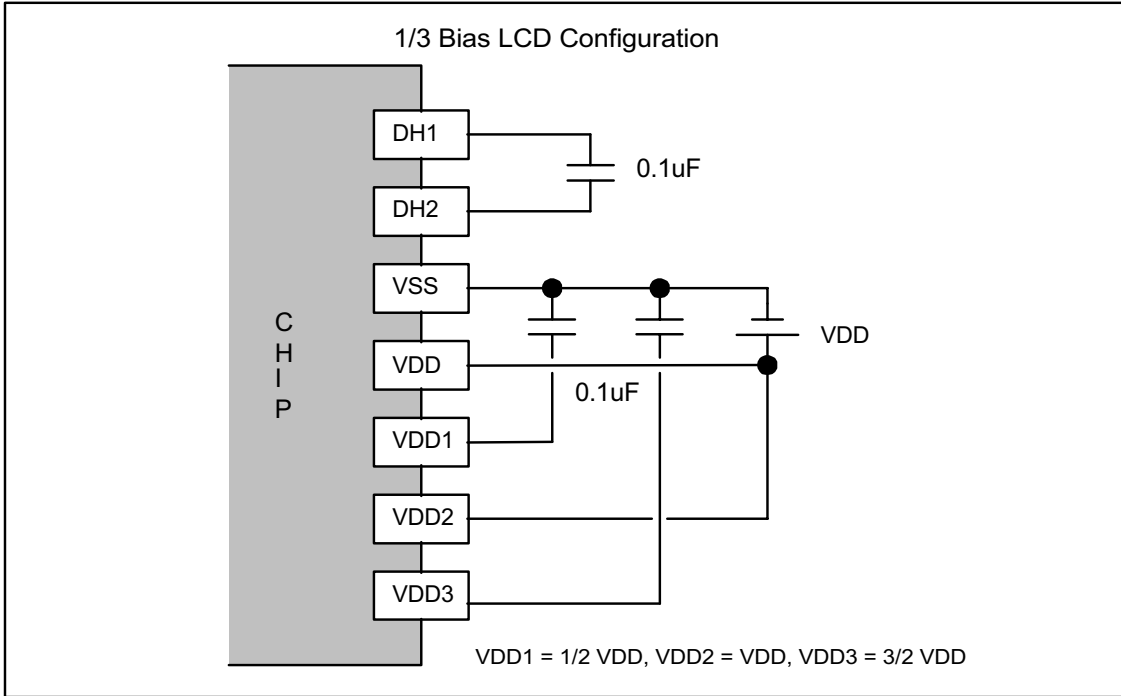 1/3 Bias LCD Configuration
DH1
0.1uF
DH2
VSS
C
H
I
P
VDD
VDD
0.1uF
VDD1
VDD2
VDD3
VDD1 = 1/2 VDD, VDD2 = VDD, VDD3 = 3/2 VDD